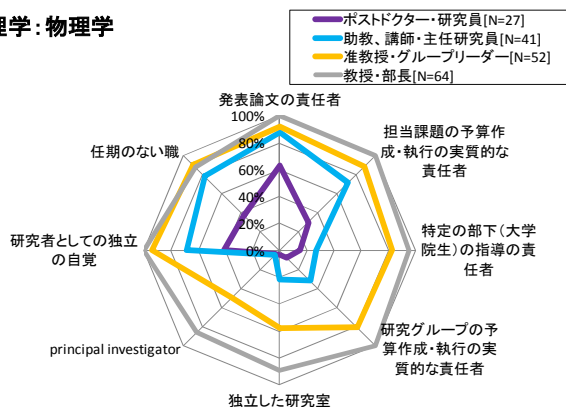 理学：物理学
ポストドクター・研究員[N=27]
助教、講師・主任研究員[N=41]
准教授・グループリーダー[N=52]
教授・部長[N=64]
発表論文の責任者
担当課題の予算作
成・執行の実質的な
責任者
特定の部下（大学
院生）の指導の責
任者
研究グループの予
算作成・執行の実
質的な責任者
独立した研究室
principal investigator
研究者としての独立
の自覚
任期のない職
100%
80%
60%
40%
20%
0%